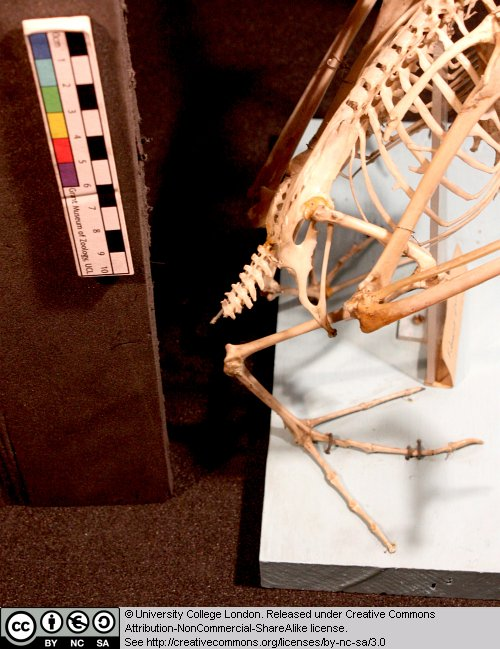 0cm 1 2 3 4 5 6 7 8 9 10
Grant Museum of Zoology, UCL
cc BY NC SA
© University College London. Released under Creative Commons
Attribution-NonCommercial-ShareAlike license.
See http://creativecommons.org/licenses/by-nc-sa/3.0